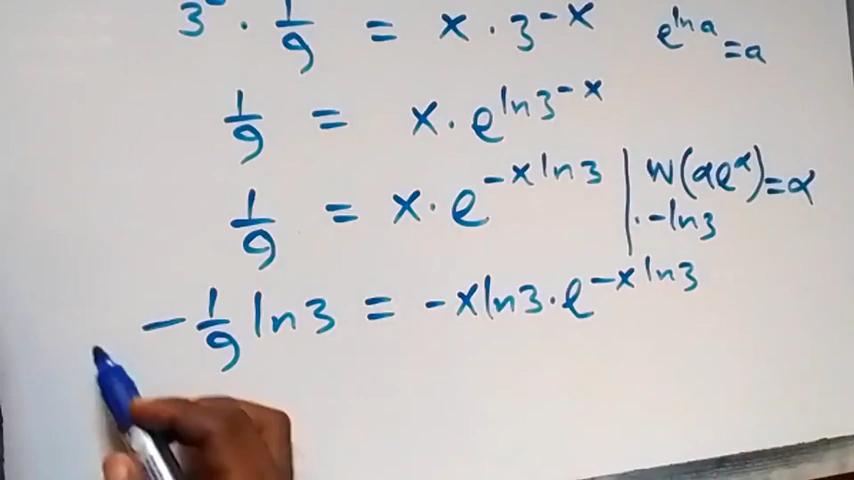 3⁰ · 1/9 = x · 3^-x
e^ln a = a
1/9 = x · e^ln 3^-x
1/9 = x · e^-x ln 3 | W(αe^α) = α
· -ln 3
- 1/9 ln 3 = -x ln 3 · e^-x ln 3